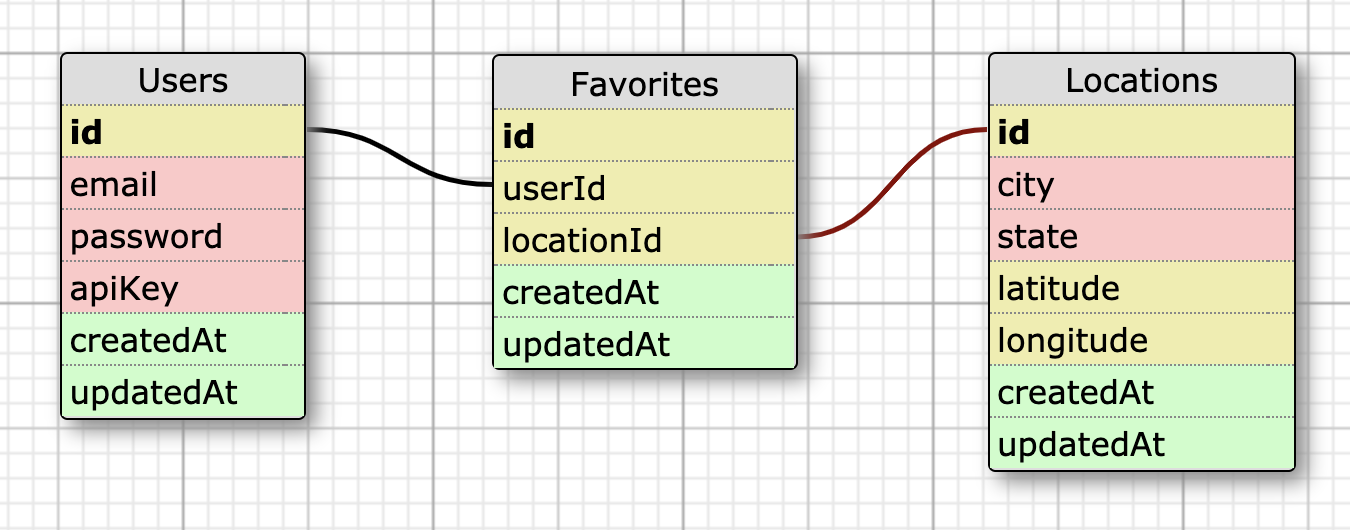 Users
id
email
password
apiKey
createdAt
updatedAt
Favorites
id
userId
locationId
createdAt
updatedAt
Locations
id
city
state
latitude
longitude
createdAt
updatedAt